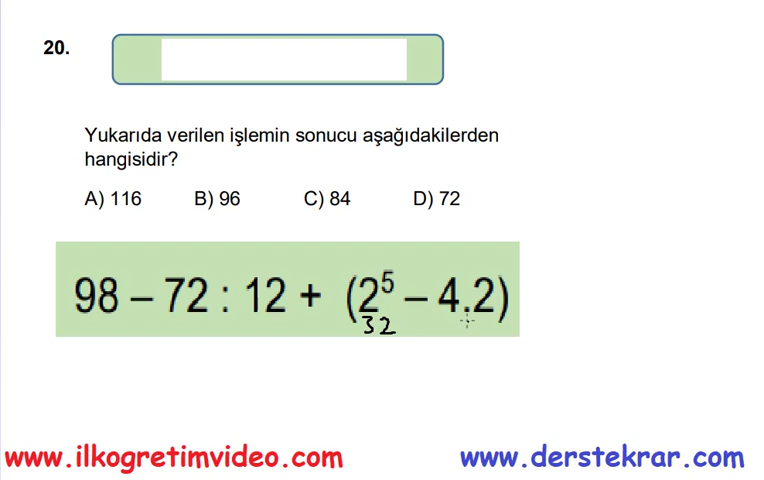 20.
Yukarıda verilen işlemin sonucu aşağıdakilerden
hangisidir?
A) 116 B) 96 C) 84 D) 72
98 – 72 : 12 + (2⁵ – 4.2)
32
www.ilkogretimvideo.com www.derstekrar.com